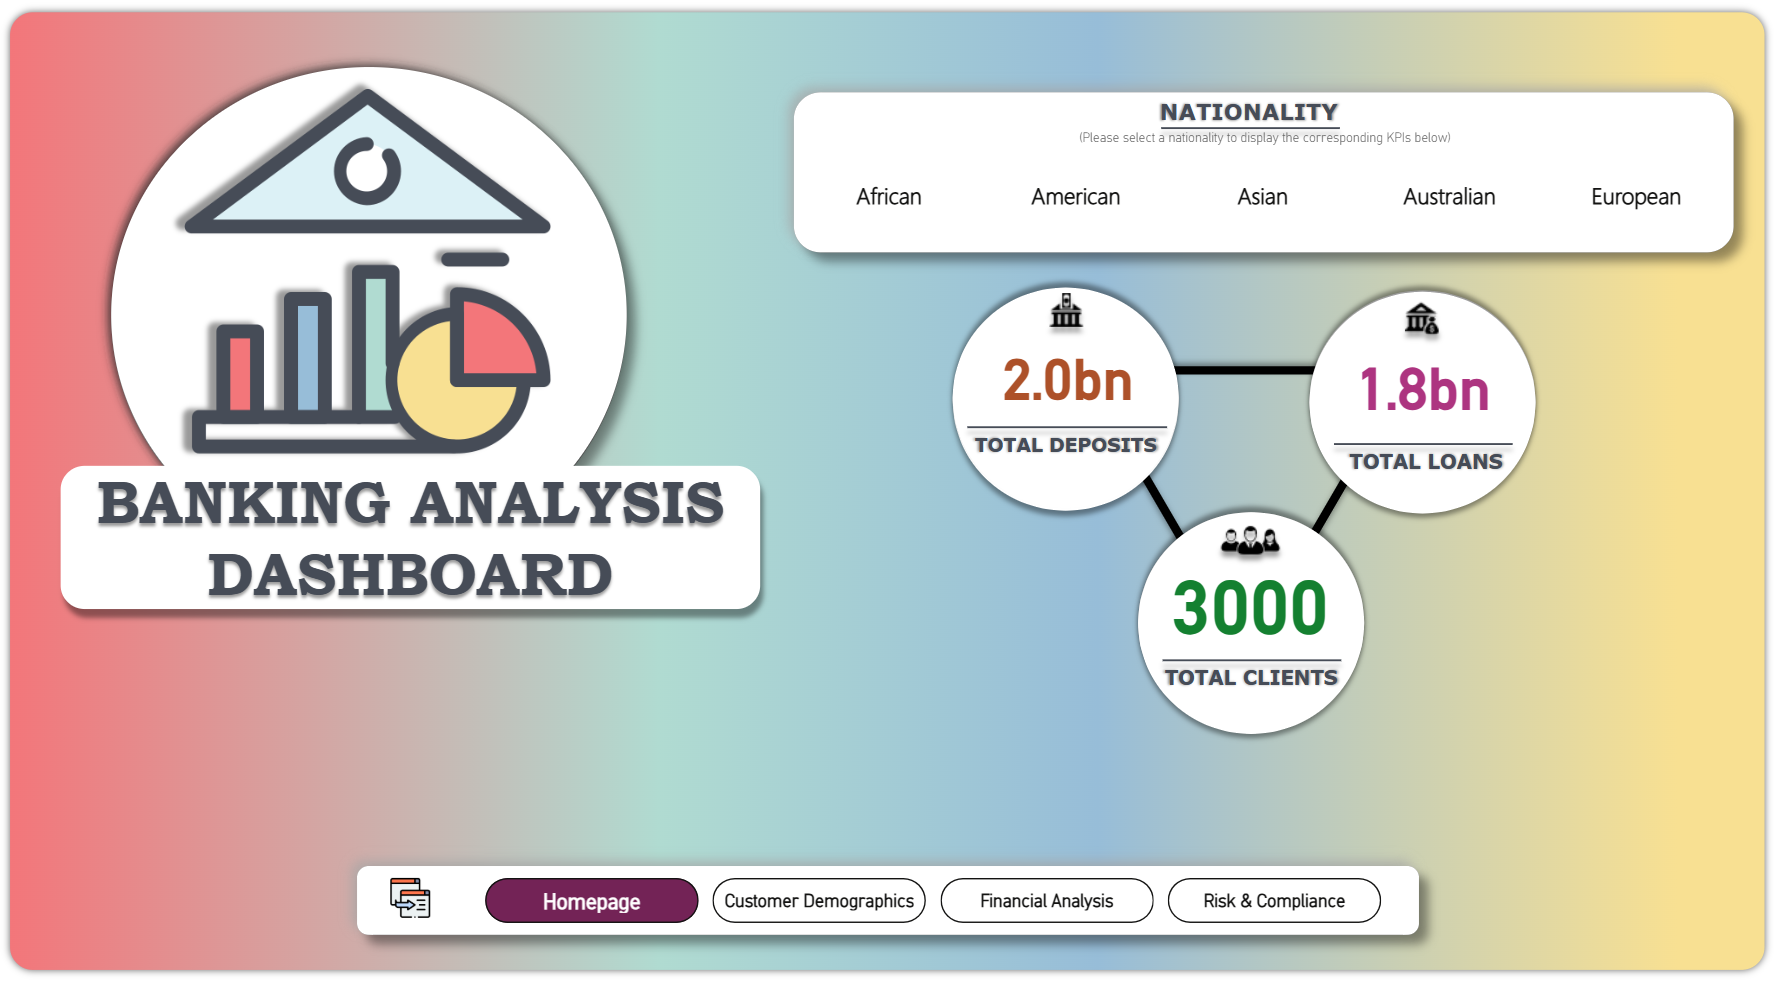 BANKING ANALYSIS
DASHBOARD
NATIONALITY
(Please select a nationality to display the corresponding KPIs below)
African
American
Asian
Australian
European
2.0bn
TOTAL DEPOSITS
1.8bn
TOTAL LOANS
3000
TOTAL CLIENTS
Homepage
Customer Demographics
Financial Analysis
Risk & Compliance